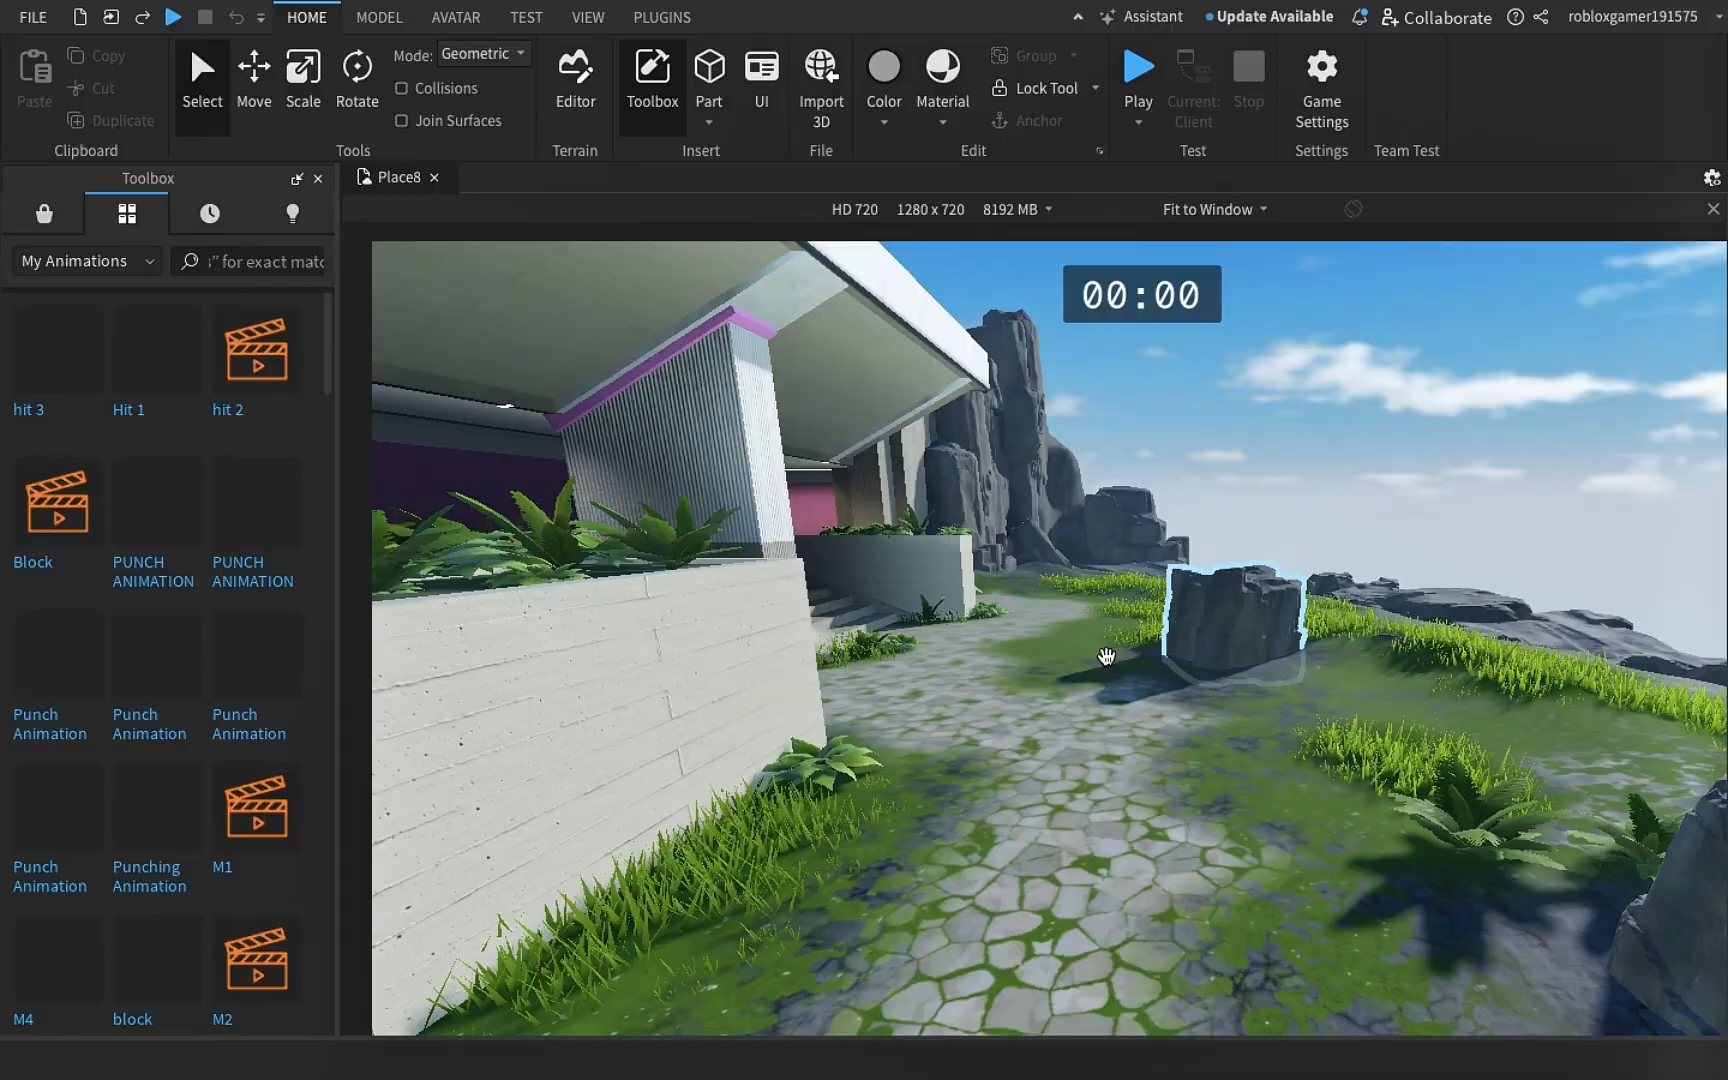 FILE HOME MODEL AVATAR TEST VIEW PLUGINS Assistant Update Available Collaborate robloxgamer191575
Paste Copy Cut Duplicate
Clipboard
Select Move Scale Rotate Mode: Geometric
Collisions
Join Surfaces
Tools
Editor
Terrain
Toolbox Part UI
Insert
Import
3D
File
Color Material Group
Lock Tool
Anchor
Edit
Play Current:
Client Stop
Test
Game
Settings
Settings
Team Test
Toolbox
Place8
HD 720 1280 x 720 8192 MB Fit to Window
My Animations
;” for exact matc
00:00
hit 3 Hit 1 hit 2
Block PUNCH
ANIMATION PUNCH
ANIMATION
Punch
Animation Punch
Animation Punch
Animation
Punch
Animation Punching
Animation M1
M4 block M2